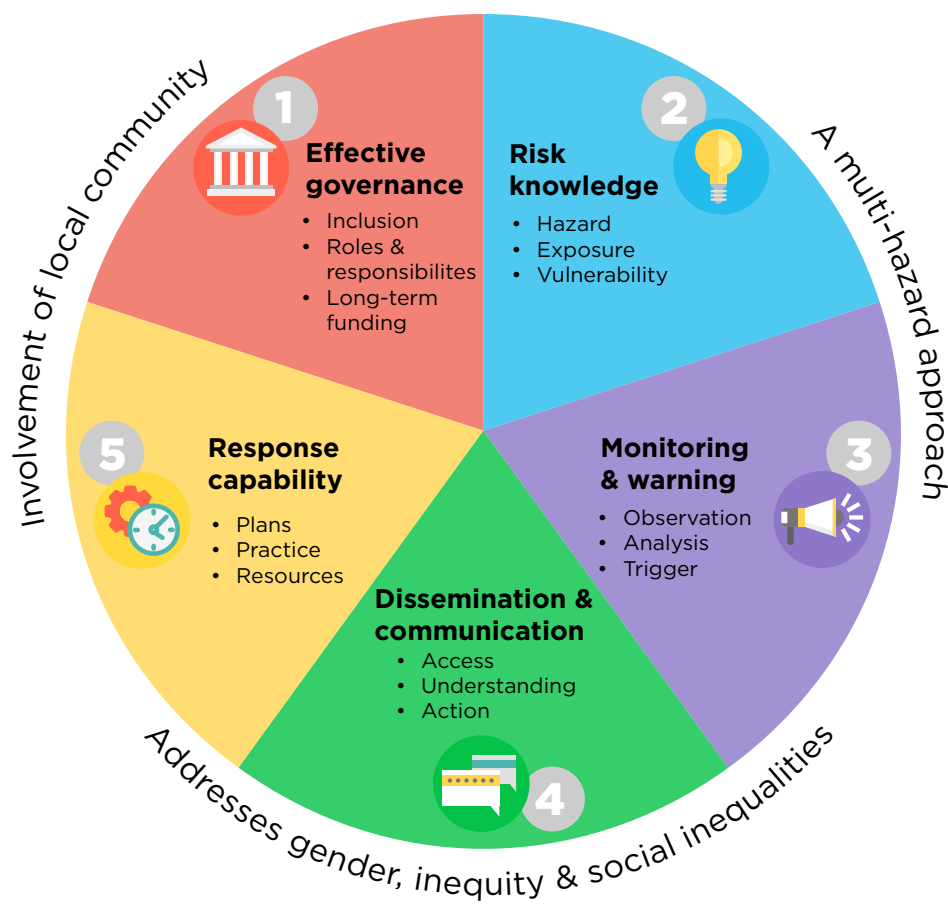 Involvement of local community
A multi-hazard approach
Addresses gender, inequity & social inequalities
1
Effective
governance
• Inclusion
• Roles &
responsibilites
• Long-term
funding
2
Risk
knowledge
• Hazard
• Exposure
• Vulnerability
3
Monitoring
& warning
• Observation
• Analysis
• Trigger
4
Dissemination &
communication
• Access
• Understanding
• Action
5
Response
capability
• Plans
• Practice
• Resources